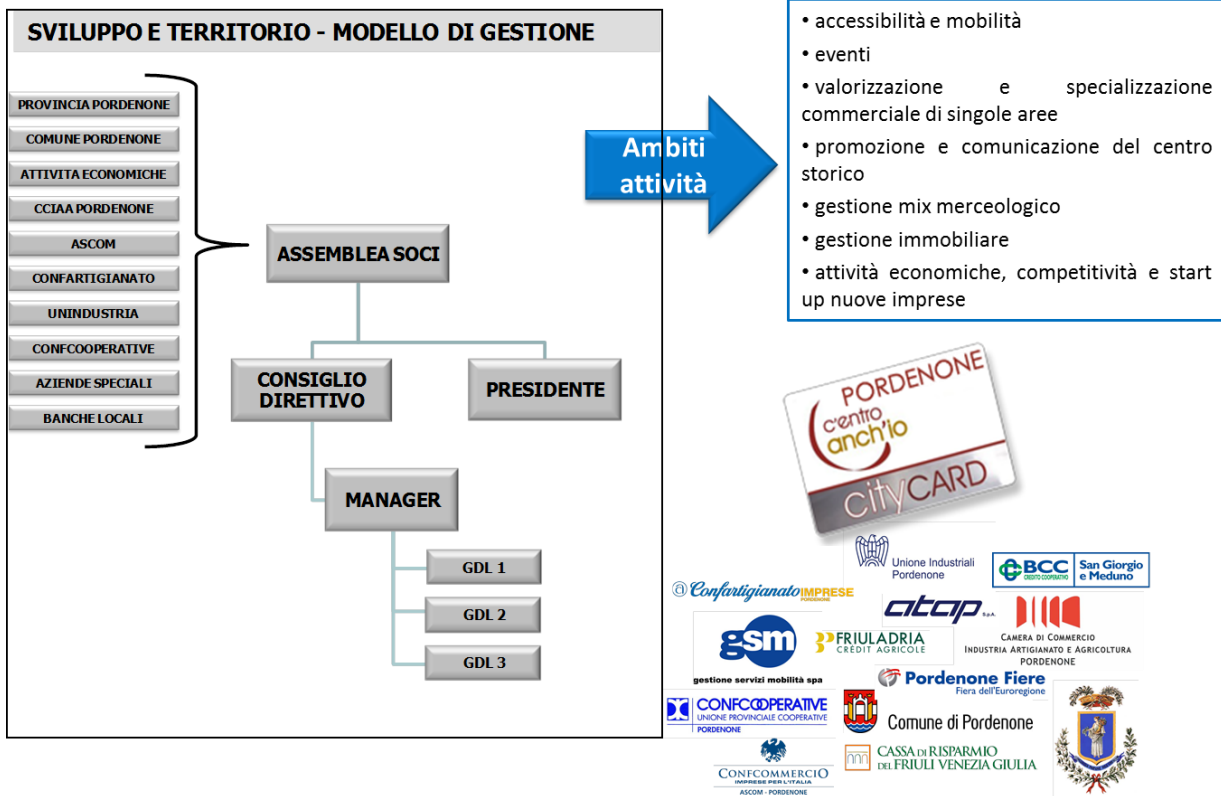 SVILUPPO E TERRITORIO - MODELLO DI GESTIONE
PROVINCIA PORDENONE
COMUNE PORDENONE
ATTIVITA ECONOMICHE
CCIAA PORDENONE
ASCOM
CONFARTIGIANATO
UNINDUSTRIA
CONFCOOPERATIVE
AZIENDE SPECIALI
BANCHE LOCALI
ASSEMBLEA SOCI
CONSIGLIO
DIRETTIVO
PRESIDENTE
MANAGER
GDL 1
GDL 2
GDL 3
Ambiti
attività
• accessibilità e mobilità
• eventi
• valorizzazione e specializzazione
commerciale di singole aree
• promozione e comunicazione del centro
storico
• gestione mix merceologico
• gestione immobiliare
• attività economiche, competitività e start
up nuove imprese
PORDENONE
c'entro
anch'io
city CARD
Unione Industriali
Pordenone
BCC
CREDITO COOPERATIVO
San Giorgio
e Meduno
Confartigianato IMPRESE
PORDENONE
atap S.p.A.
CAMERA DI COMMERCIO
INDUSTRIA ARTIGIANATO E AGRICOLTURA
PORDENONE
gsm
gestione servizi mobilità spa
FRIULADRIA
CRÉDIT AGRICOLE
Pordenone Fiere
Fiera dell'Euroregione
CONFCOOPERATIVE
UNIONE PROVINCIALE COOPERATIVE
PORDENONE
Comune di Pordenone
CASSA DI RISPARMIO
DEL FRIULI VENEZIA GIULIA
CONFCOMMERCIO
IMPRESE PER L'ITALIA
ASCOM - PORDENONE